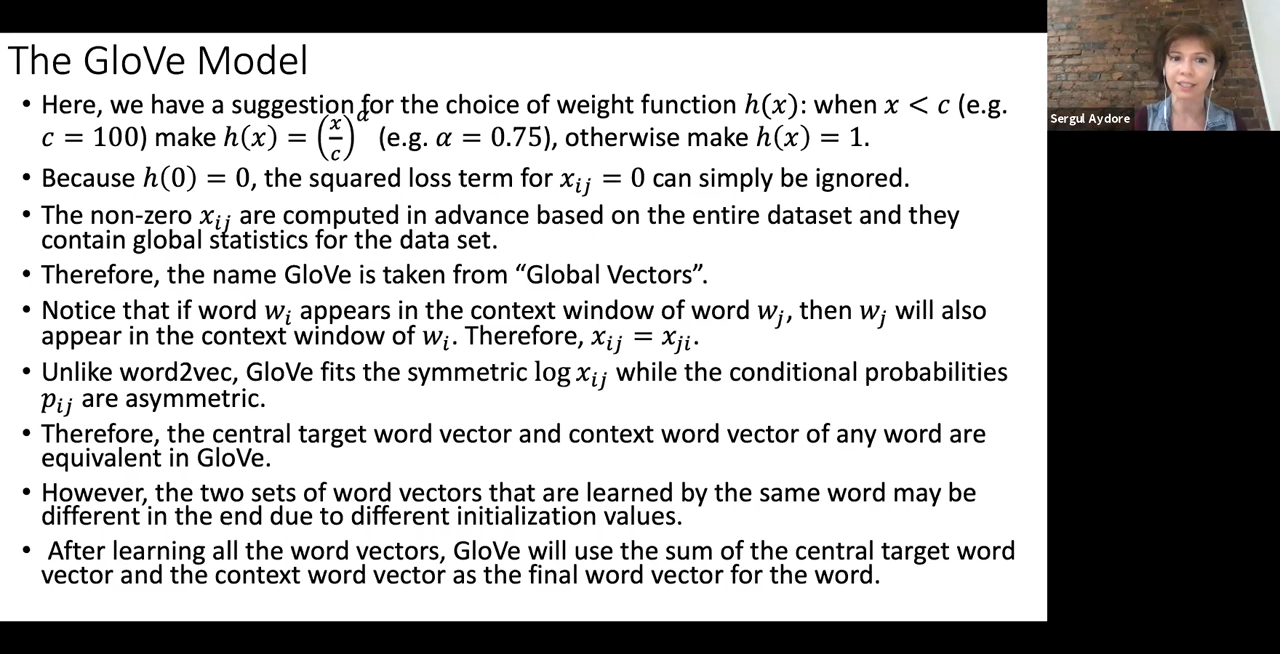 The GloVe Model
• Here, we have a suggestion for the choice of weight function h(x): when x < c (e.g.
c = 100) make h(x) = (x/c)^α (e.g. α = 0.75), otherwise make h(x) = 1.
• Because h(0) = 0, the squared loss term for x_ij = 0 can simply be ignored.
• The non-zero x_ij are computed in advance based on the entire dataset and they
contain global statistics for the data set.
• Therefore, the name GloVe is taken from “Global Vectors”.
• Notice that if word w_i appears in the context window of word w_j, then w_j will also
appear in the context window of w_i. Therefore, x_ij = x_ji.
• Unlike word2vec, GloVe fits the symmetric log x_ij while the conditional probabilities
p_ij are asymmetric.
• Therefore, the central target word vector and context word vector of any word are
equivalent in GloVe.
• However, the two sets of word vectors that are learned by the same word may be
different in the end due to different initialization values.
• After learning all the word vectors, GloVe will use the sum of the central target word
vector and the context word vector as the final word vector for the word.
Sergul Aydore